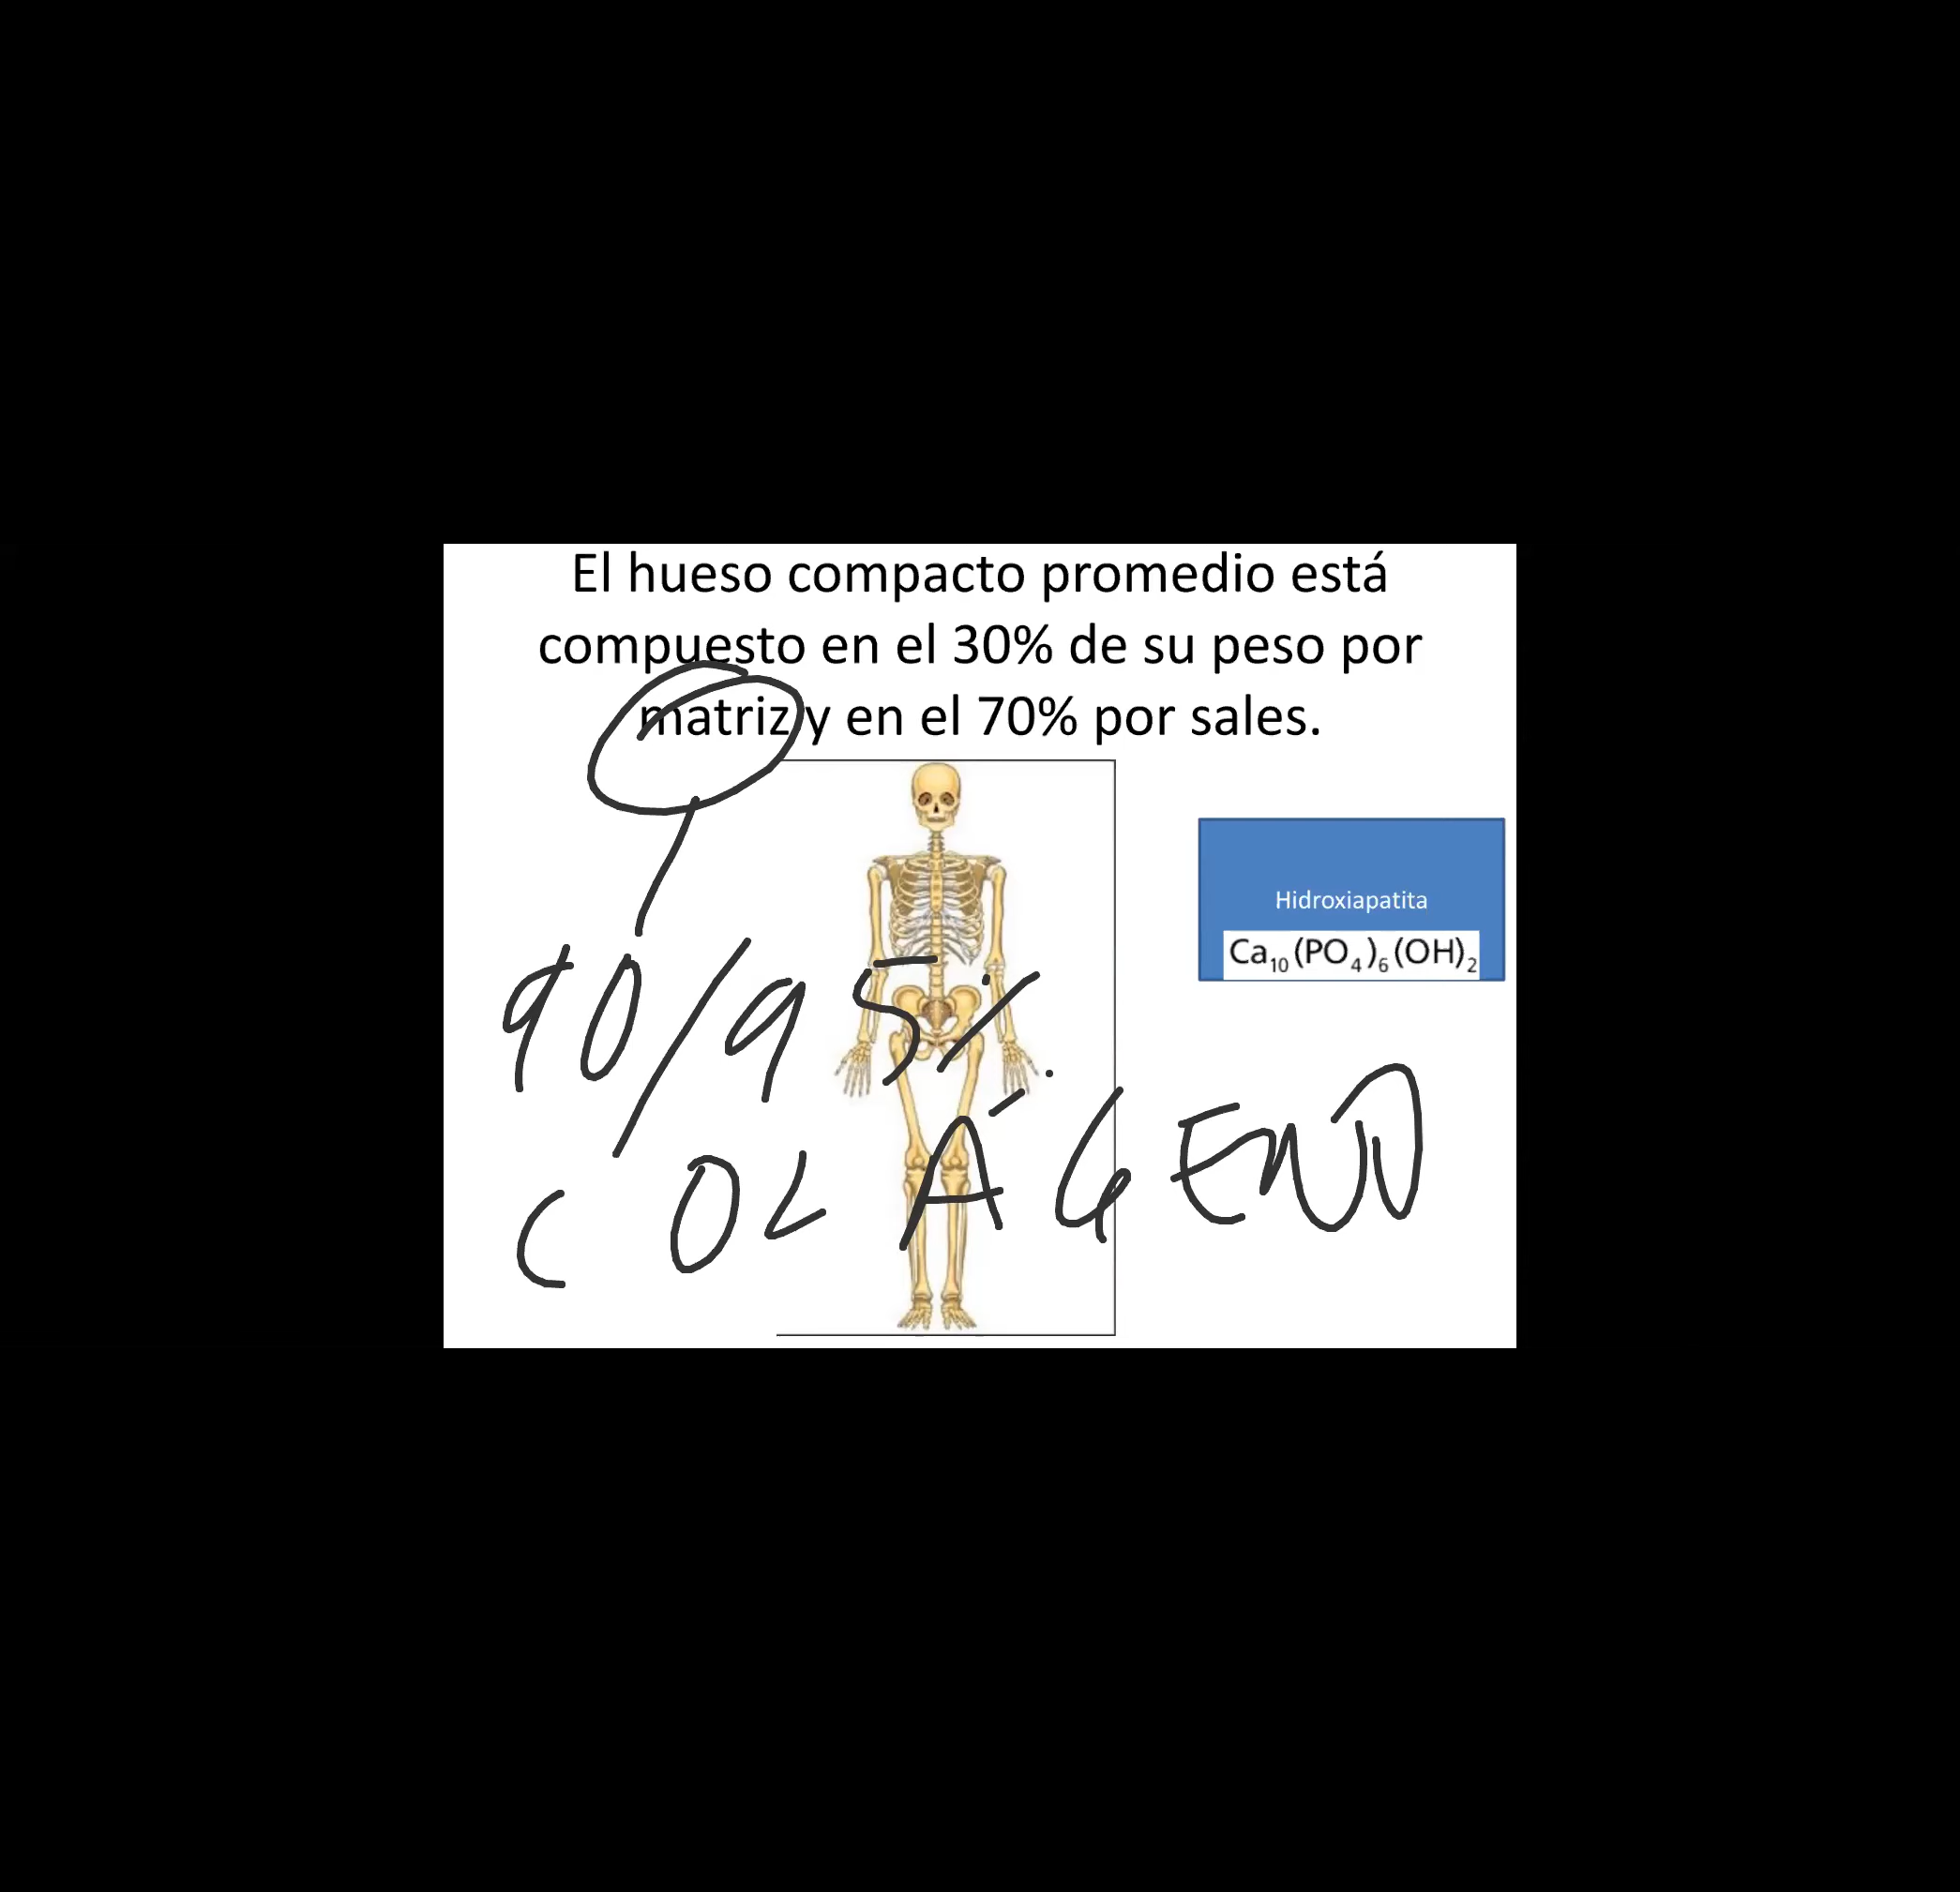 El hueso compacto promedio está
compuesto en el 30% de su peso por
matriz y en el 70% por sales.
Hidroxiapatita
Ca₁₀(PO₄)₆(OH)₂
90/95%
COLÁGENO